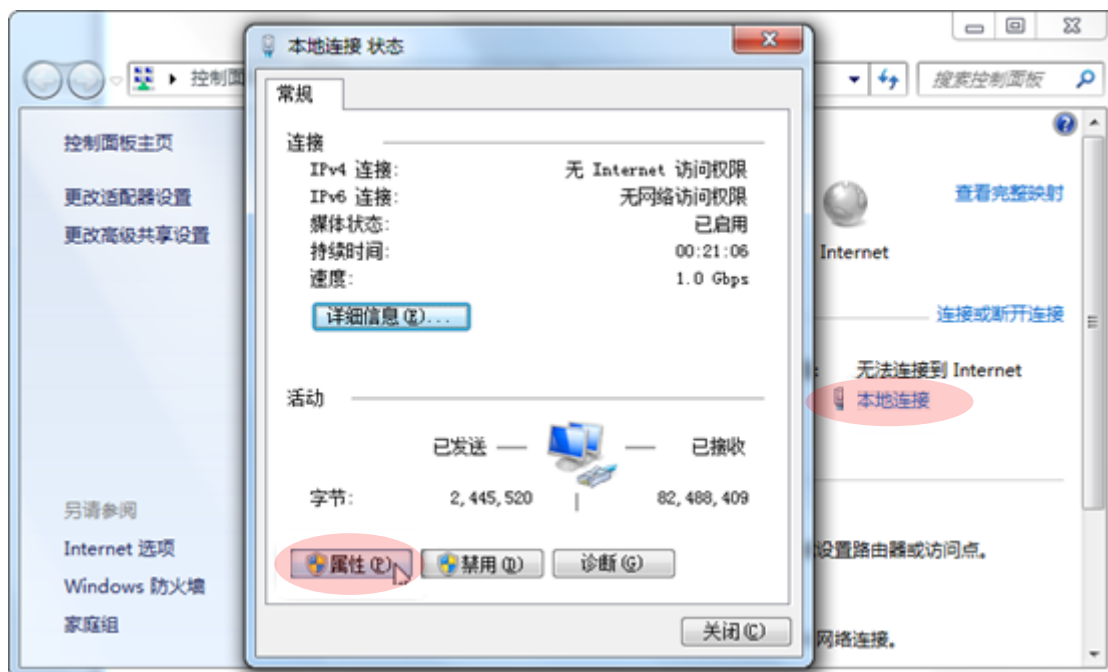 本地连接 状态
控制面
搜索控制面板
常规
控制面板主页
更改适配器设置
更改高级共享设置
连接
IPv4 连接: 无 Internet 访问权限
IPv6 连接: 无网络访问权限
媒体状态: 已启用
持续时间: 00:21:06
速度: 1.0 Gbps
详细信息(E)...
活动
已发送 — — 已接收
字节: 2,445,520 | 82,488,409
属性(P) 禁用(D) 诊断(G)
关闭(C)
查看完整映射
Internet
连接或断开连接
: 无法连接到 Internet
本地连接
设置路由器或访问点。
网络连接。
另请参阅
Internet 选项
Windows 防火墙
家庭组